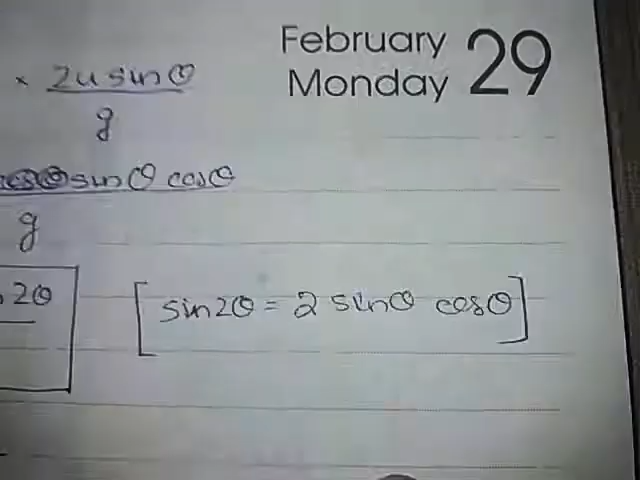 February 29
Monday
× 2u sinθ
g
sinθ cosθ
g
2θ
[sin2θ = 2 sinθ cosθ]